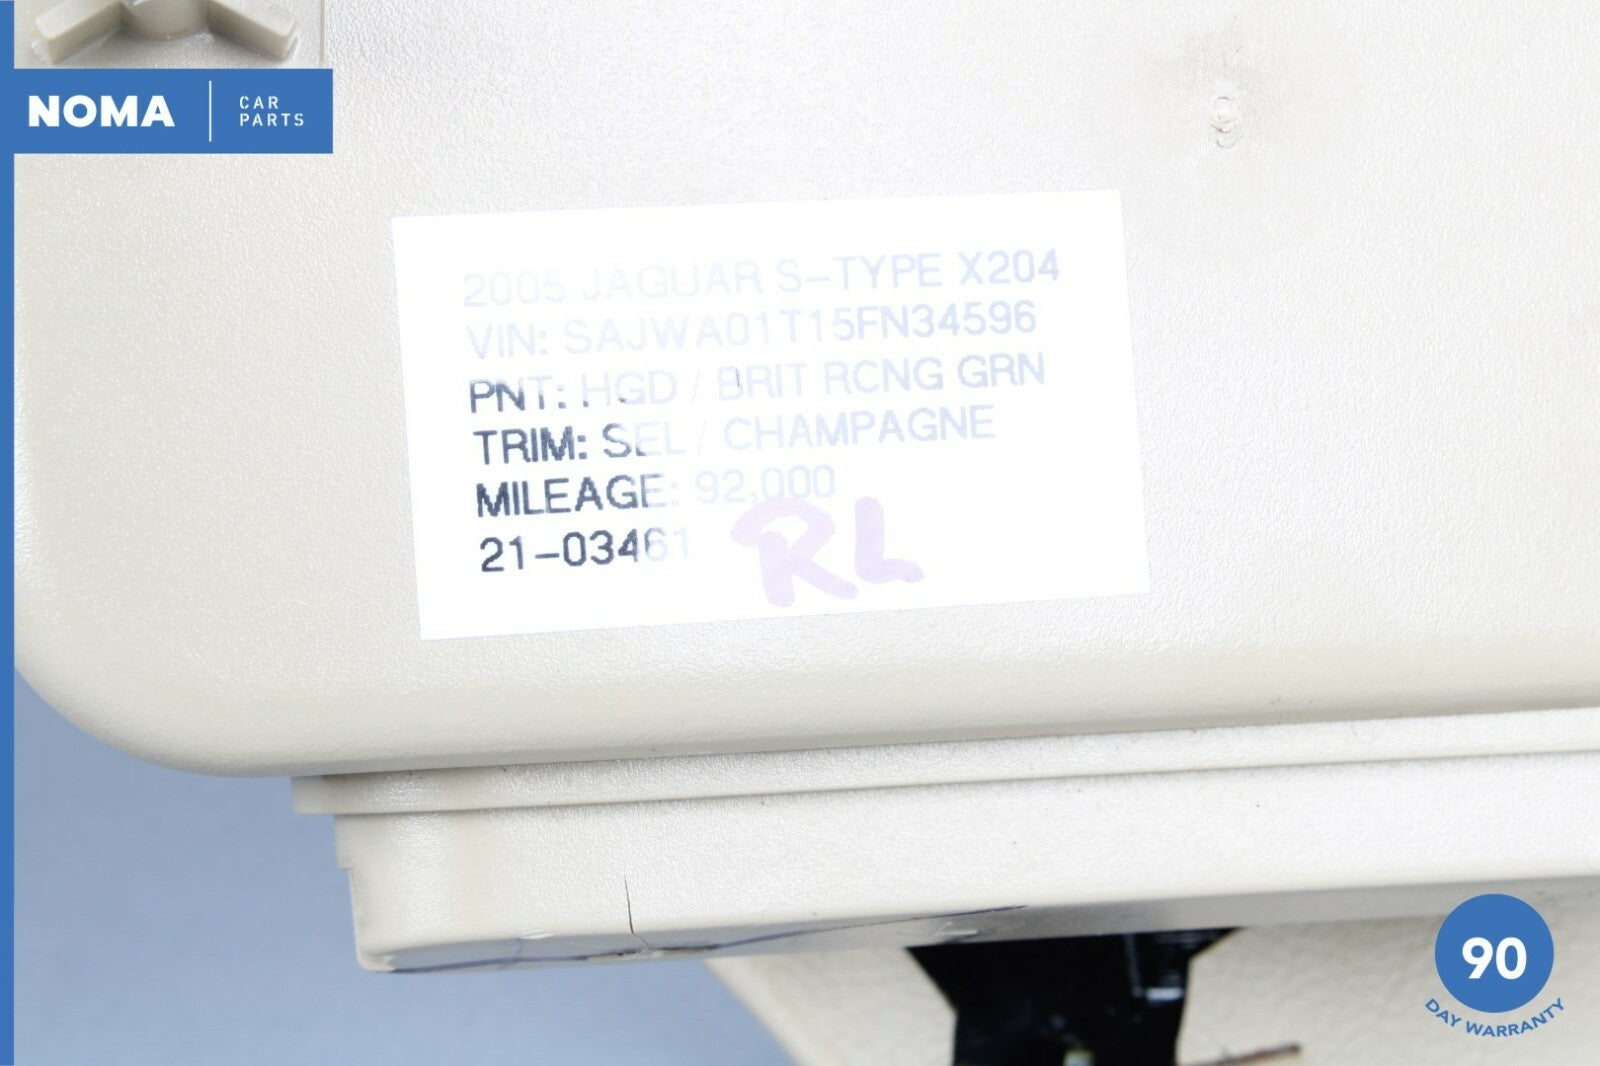 NOMA
CAR
PARTS
2005 JAGUAR S-TYPE X204
VIN: SAJWA01T15FN34596
PNT: HGD / BRIT RCNG GRN
TRIM: SEL / CHAMPAGNE
MILEAGE: 92,000
21-03461
RL
90
DAY WARRANTY